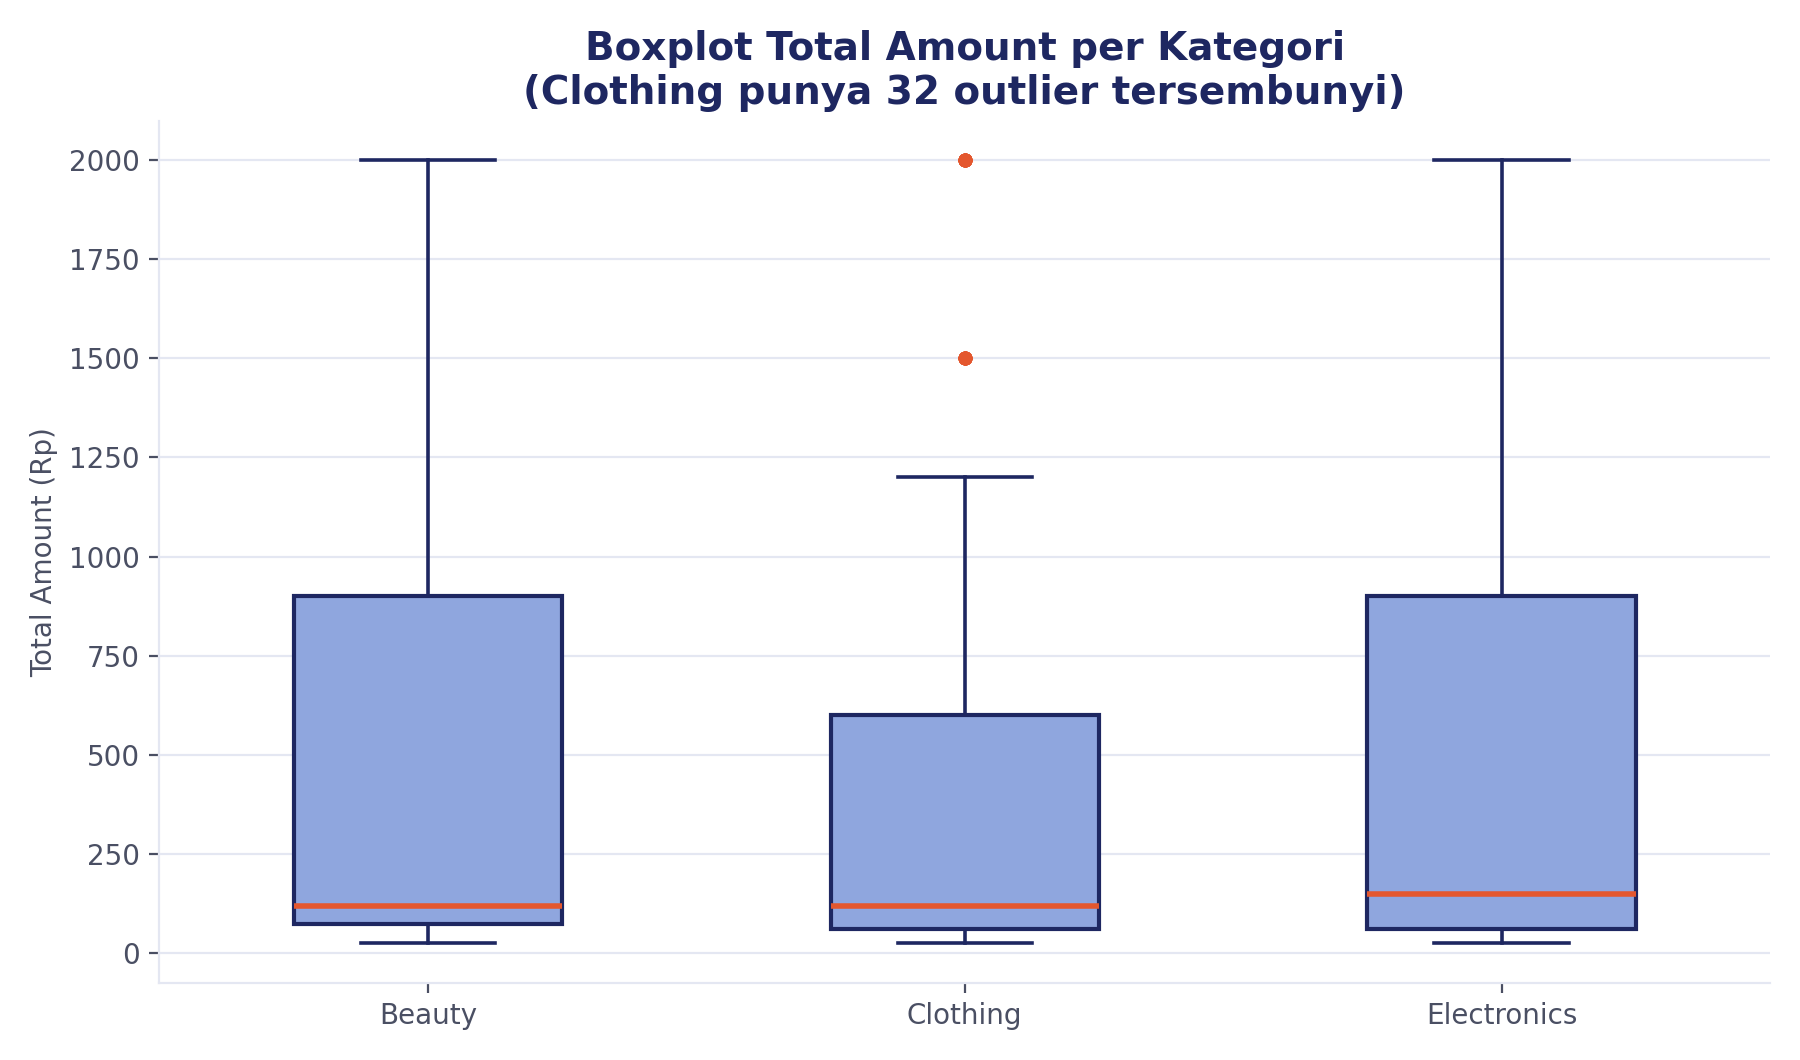 Boxplot Total Amount per Kategori
(Clothing punya 32 outlier tersembunyi)
Total Amount (Rp)
2000
1750
1500
1250
1000
750
500
250
0
Beauty
Clothing
Electronics